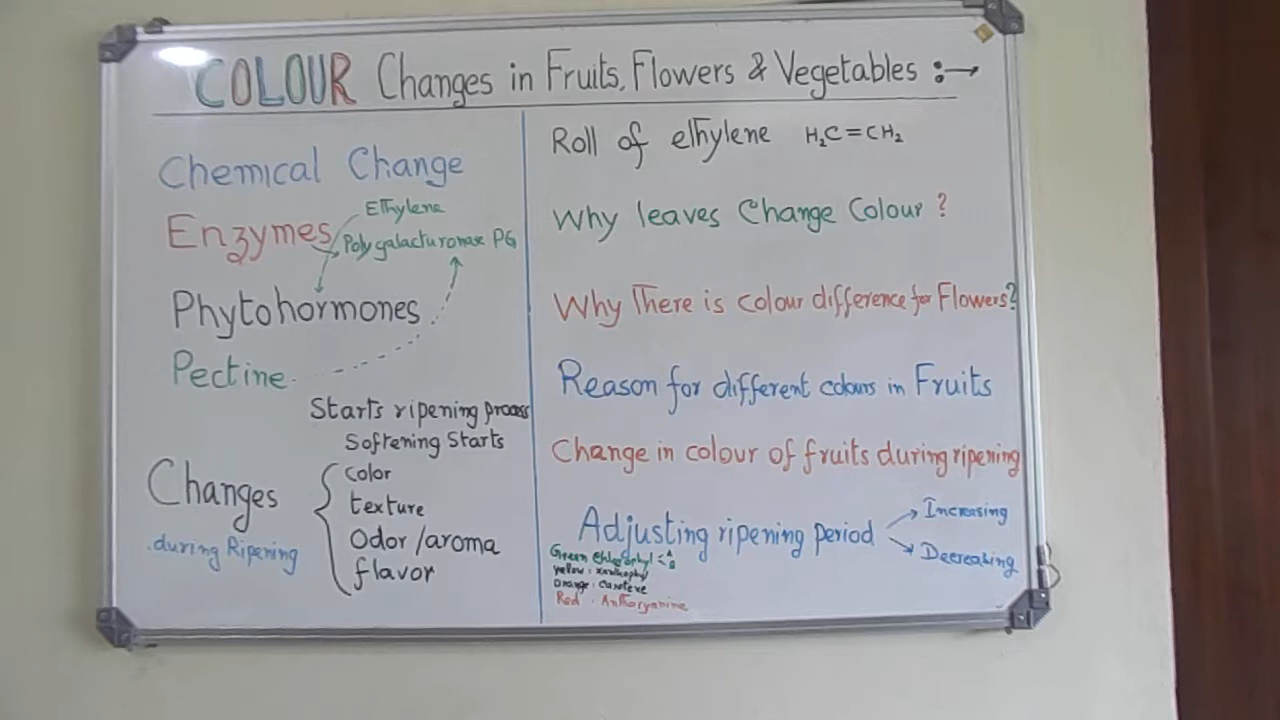 COLOUR Changes in Fruits, Flowers & Vegetables :→
Chemical Change
Enzymes
Ethylene
Polygalacturonase PG
Phytohormones
Pectine
Starts ripening process
Softening Starts
Changes
during Ripening
color
texture
Odor/aroma
flavor
Roll of ethylene H₂C=CH₂
Why leaves Change Colour?
Why There is colour difference for Flowers?
Reason for different colours in Fruits
Change in colour of fruits during ripening
Adjusting ripening period
Increasing
Decreasing
Green Chlorophyl < A B
Yellow : Xanthophyl
Orange : Carotene
Red : Anthocyanine